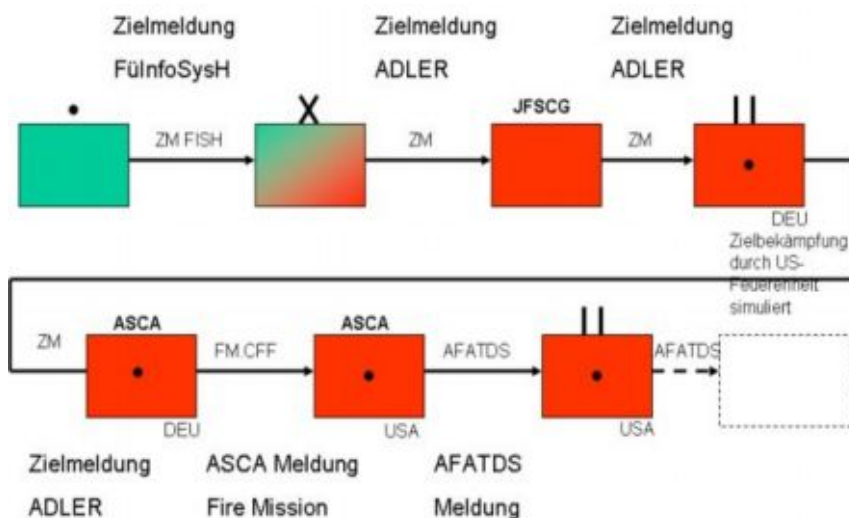 Zielmeldung Zielmeldung Zielmeldung
FüInfoSysH ADLER ADLER
X JFSCG
ZM FISH ZM ZM
DEU
Zielbekämpfung
durch US-
Feuereinheit
simuliert
ASCA ASCA
ZM FM.CFF AFATDS AFATDS
DEU USA USA
Zielmeldung ASCA Meldung AFATDS
ADLER Fire Mission Meldung